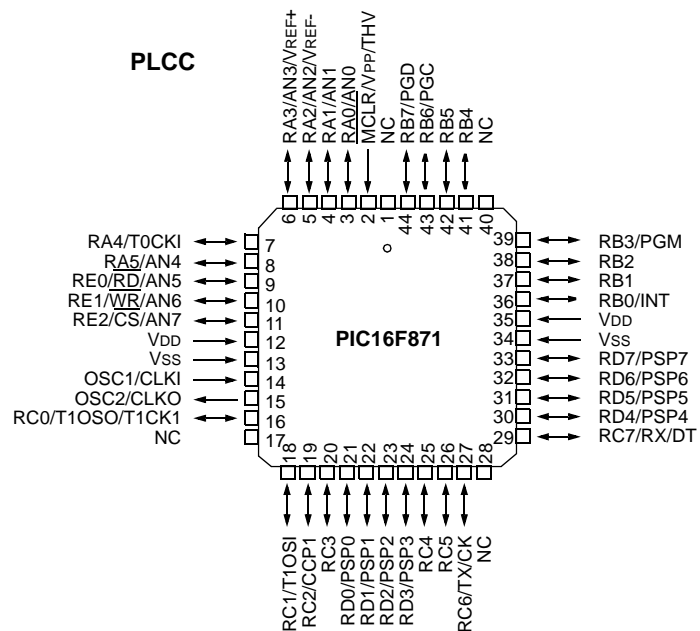 PLCC
RA3/AN3/VREF+
RA2/AN2/VREF-
RA1/AN1
RA0/AN0
MCLR/VPP/THV
NC
RB7/PGD
RB6/PGC
RB5
RB4
NC
6
5
4
3
2
1
44
43
42
41
40
RA4/T0CKI
RA5/AN4
RE0/RD/AN5
RE1/WR/AN6
RE2/CS/AN7
VDD
VSS
OSC1/CLKI
OSC2/CLKO
RC0/T1OSO/T1CK1
NC
7
8
9
10
11
12
13
14
15
16
17
PIC16F871
39
38
37
36
35
34
33
32
31
30
29
RB3/PGM
RB2
RB1
RB0/INT
VDD
VSS
RD7/PSP7
RD6/PSP6
RD5/PSP5
RD4/PSP4
RC7/RX/DT
18
19
20
21
22
23
24
25
26
27
28
RC1/T1OSI
RC2/CCP1
RC3
RD0/PSP0
RD1/PSP1
RD2/PSP2
RD3/PSP3
RC4
RC5
RC6/TX/CK
NC